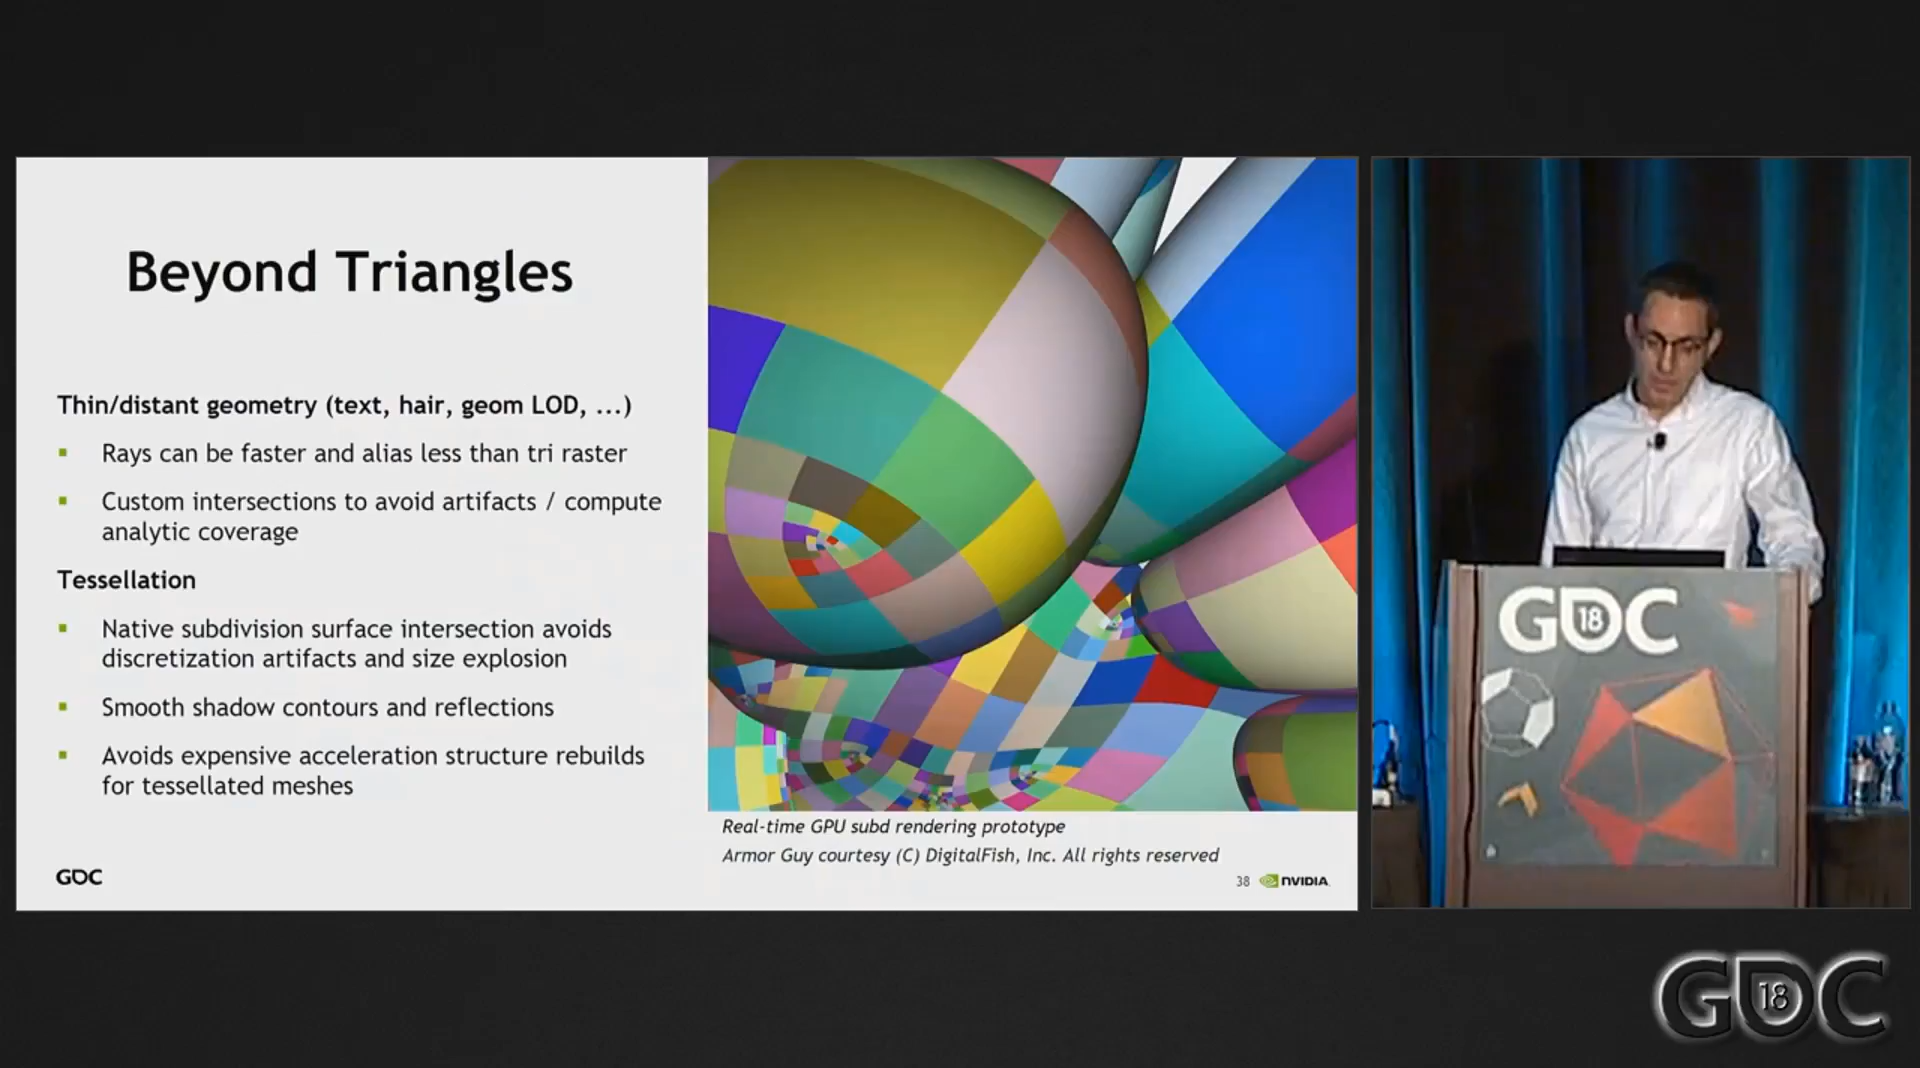 Beyond Triangles
Thin/distant geometry (text, hair, geom LOD, ...)
Rays can be faster and alias less than tri raster
Custom intersections to avoid artifacts / compute
analytic coverage
Tessellation
Native subdivision surface intersection avoids
discretization artifacts and size explosion
Smooth shadow contours and reflections
Avoids expensive acceleration structure rebuilds
for tessellated meshes
GDC
Real-time GPU subd rendering prototype
Armor Guy courtesy (C) DigitalFish, Inc. All rights reserved
38 NVIDIA
GDC
18
GDC
18